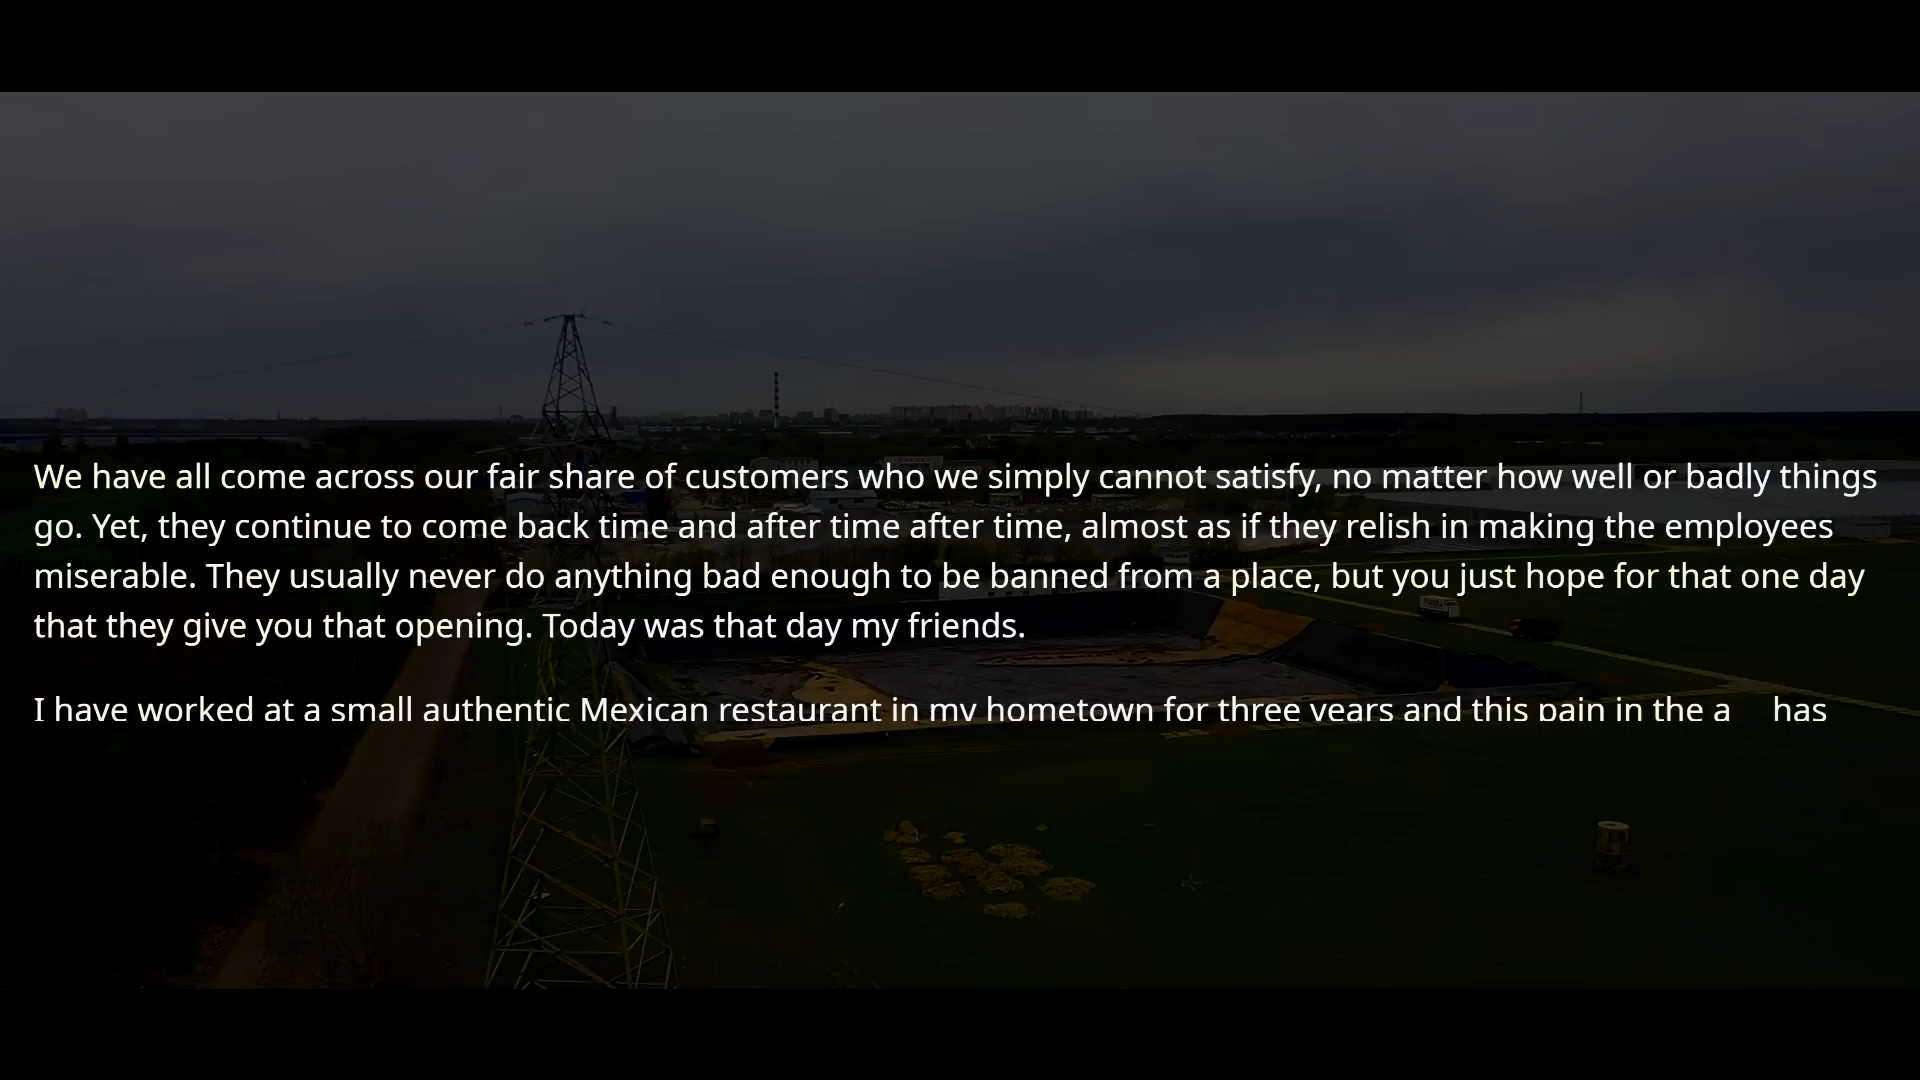 We have all come across our fair share of customers who we simply cannot satisfy, no matter how well or badly things
go. Yet, they continue to come back time and after time after time, almost as if they relish in making the employees
miserable. They usually never do anything bad enough to be banned from a place, but you just hope for that one day
that they give you that opening. Today was that day my friends.
I have worked at a small authentic Mexican restaurant in my hometown for three years and this pain in the a has